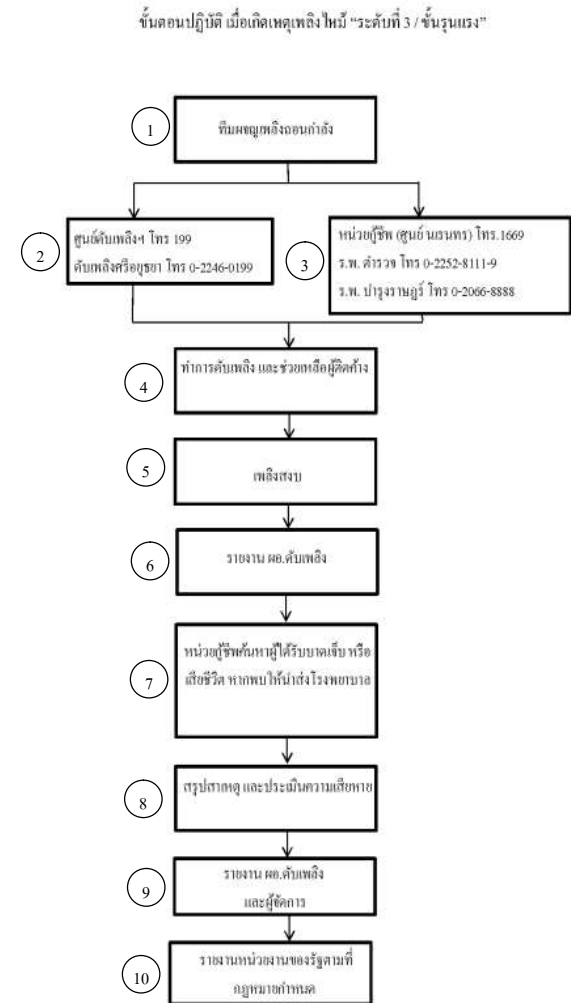 ขั้นตอนปฏิบัติ เมื่อเกิดเหตุเพลิงไหม้ “ระดับที่ 3 / ขั้นรุนแรง”
1
ทีมผจญเพลิงถอนกำลัง
2
ศูนย์ดับเพลิงฯ โทร 199
ดับเพลิงศรีอยุธยา โทร 0-2246-0199
3
หน่วยกู้ชีพ (ศูนย์ นเรนทร) โทร.1669
ร.พ. ตำรวจ โทร 0-2252-8111-9
ร.พ. บำรุงราษฎร์ โทร 0-2066-8888
4
ทำการดับเพลิง และช่วยเหลือผู้ติดค้าง
5
เพลิงสงบ
6
รายงาน ผอ.ดับเพลิง
7
หน่วยกู้ชีพค้นหาผู้ได้รับบาดเจ็บ หรือ
เสียชีวิต หากพบให้นำส่งโรงพยาบาล
8
สรุปสาเหตุ และประเมินความเสียหาย
9
รายงาน ผอ.ดับเพลิง
และผู้จัดการ
10
รายงานหน่วยงานของรัฐตามที่
กฎหมายกำหนด